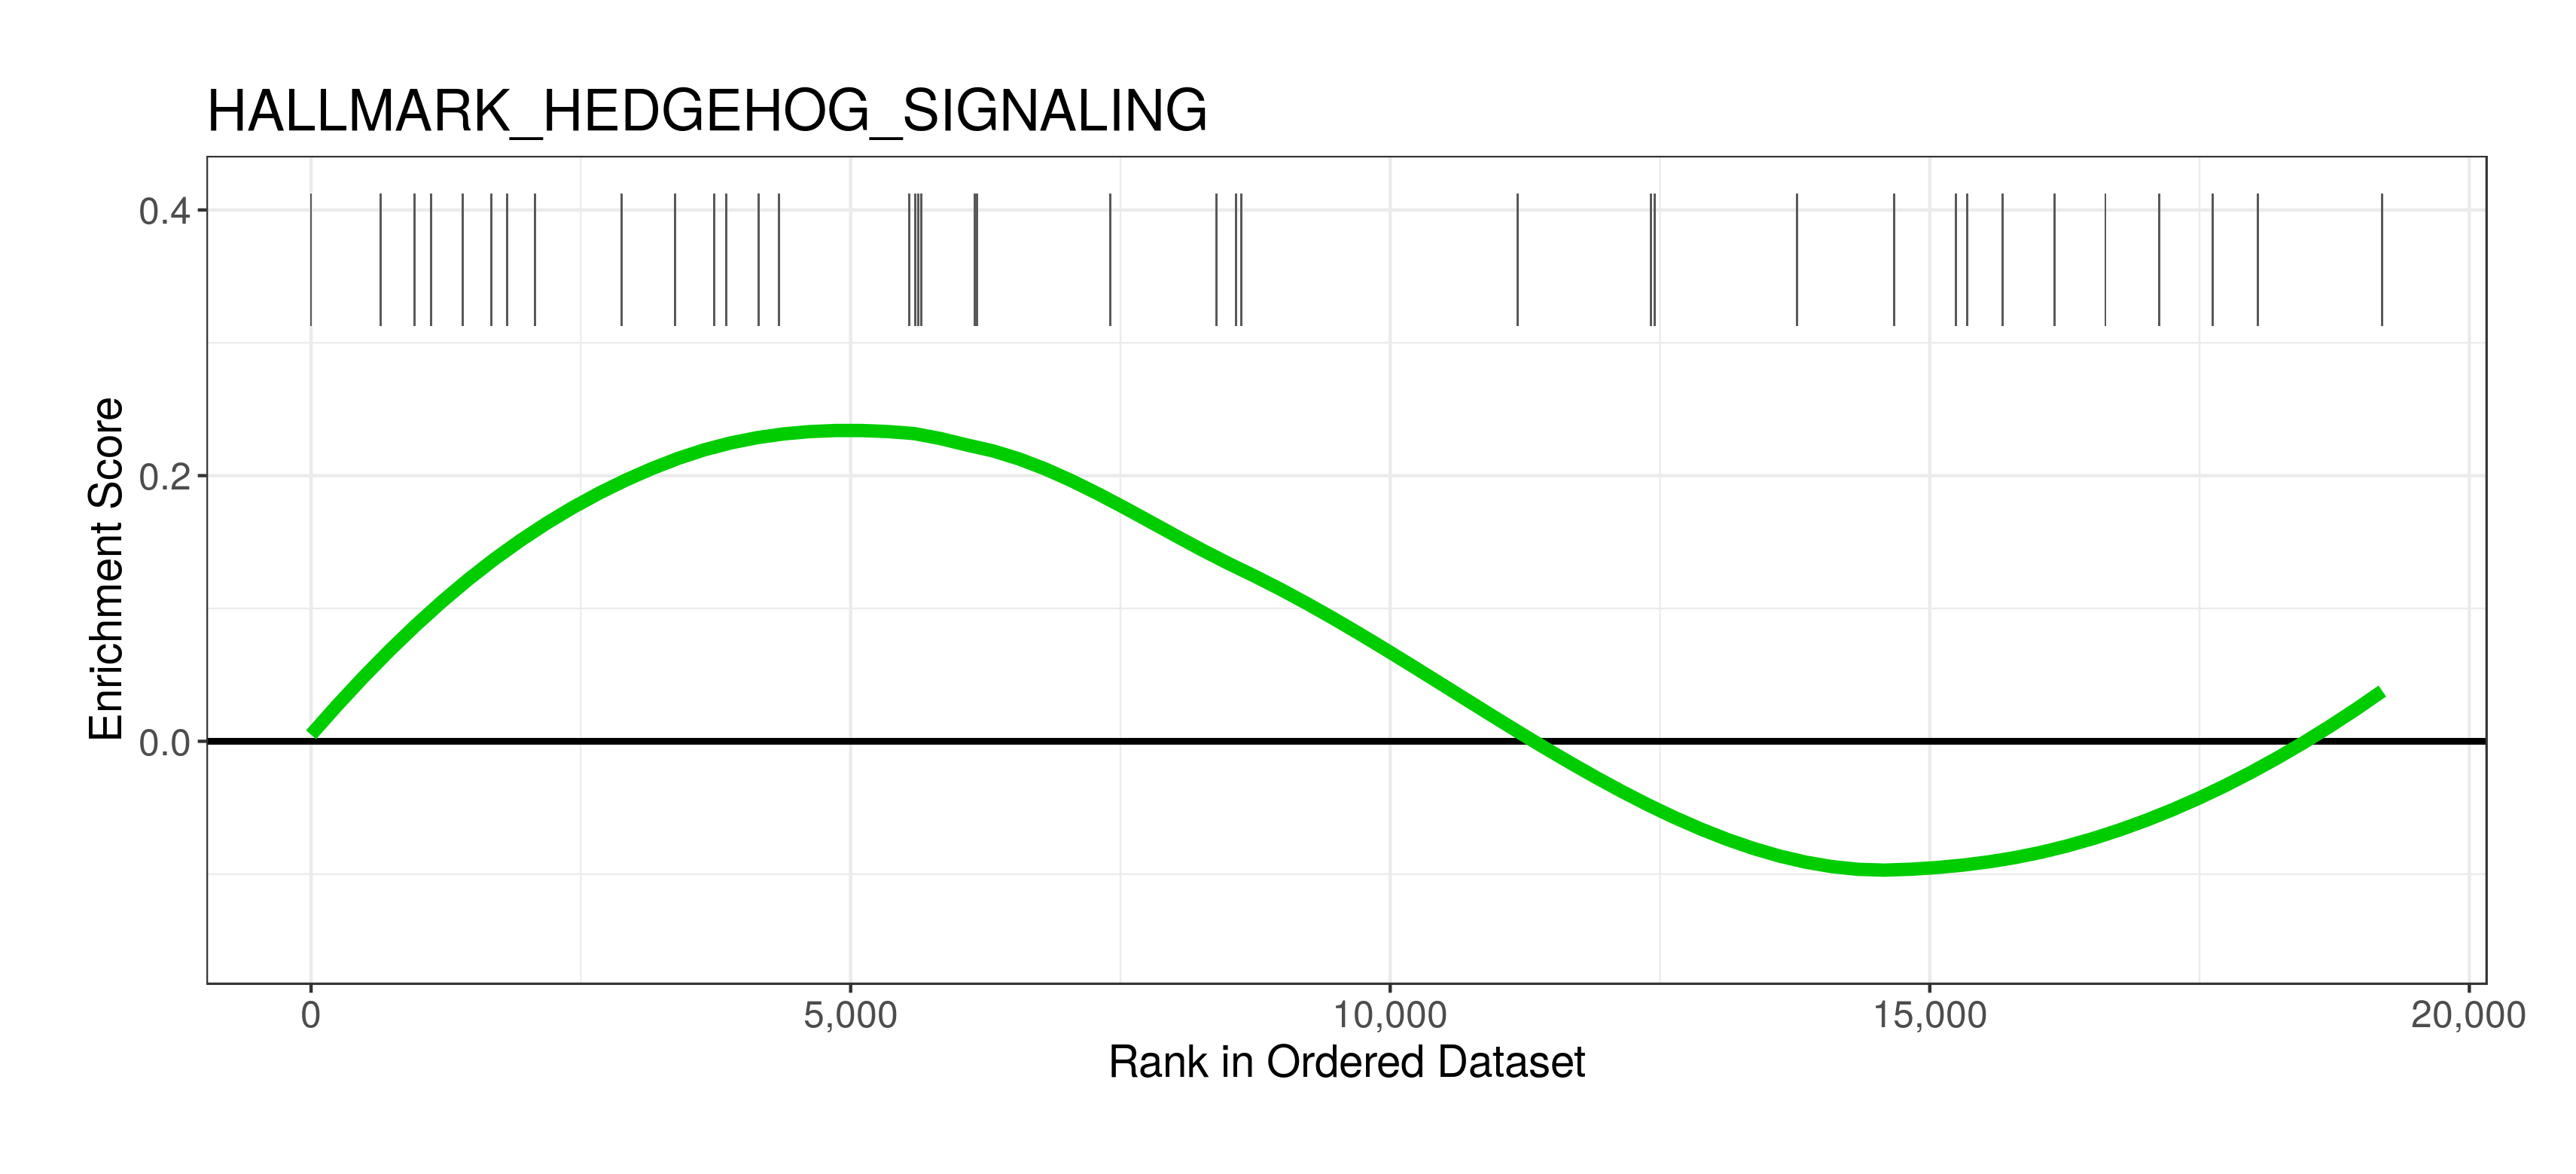 HALLMARK_HEDGEHOG_SIGNALING
0.4
0.2
0.0
Enrichment Score
0 5,000 10,000 15,000 20,000
Rank in Ordered Dataset